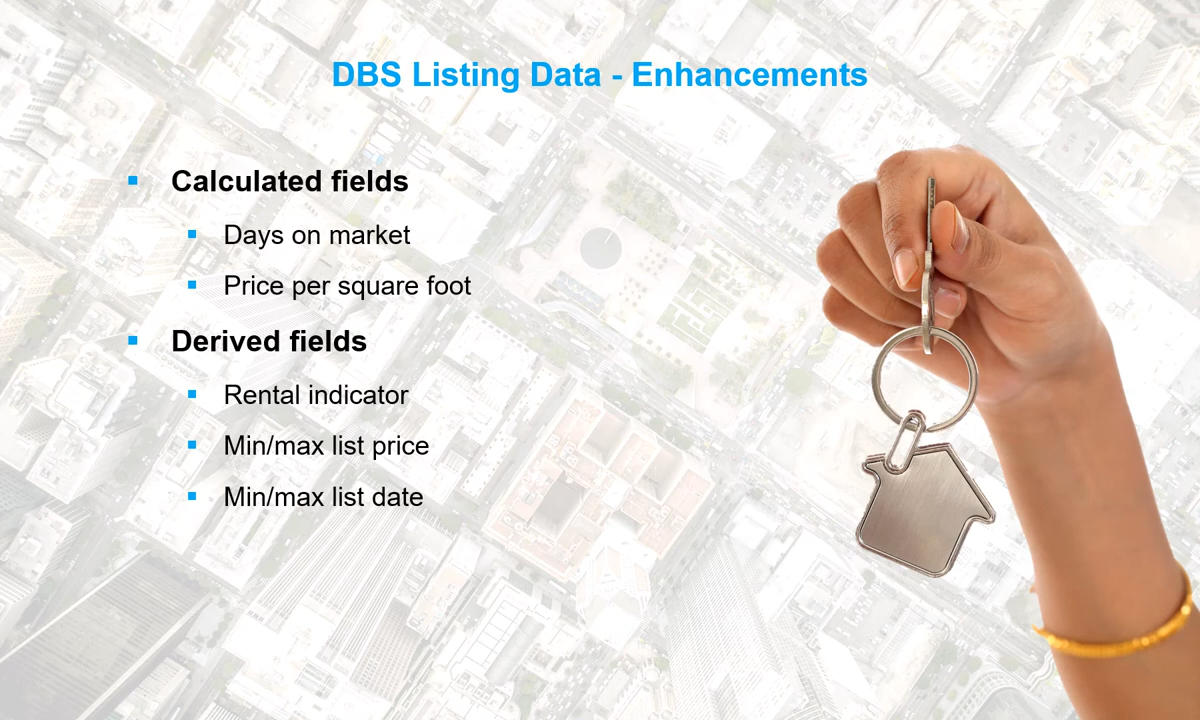 DBS Listing Data - Enhancements
Calculated fields
Days on market
Price per square foot
Derived fields
Rental indicator
Min/max list price
Min/max list date